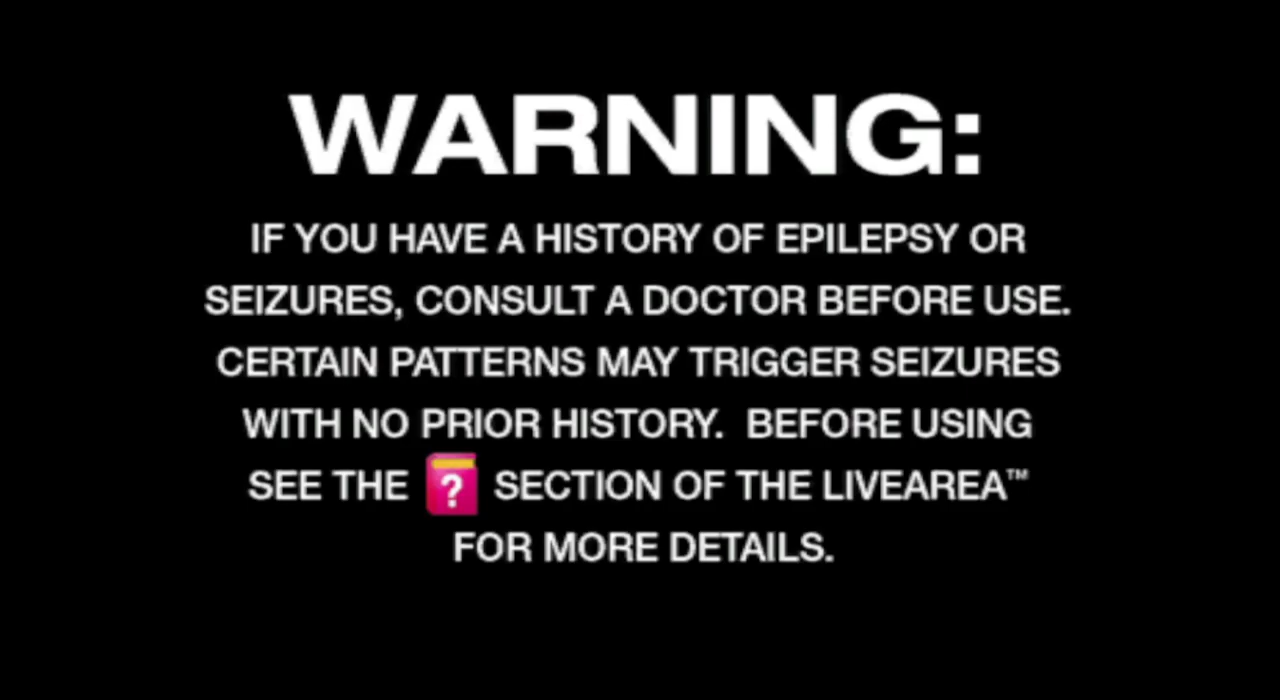 WARNING:
IF YOU HAVE A HISTORY OF EPILEPSY OR
SEIZURES, CONSULT A DOCTOR BEFORE USE.
CERTAIN PATTERNS MAY TRIGGER SEIZURES
WITH NO PRIOR HISTORY.  BEFORE USING
SEE THE ? SECTION OF THE LIVEAREA™
FOR MORE DETAILS.